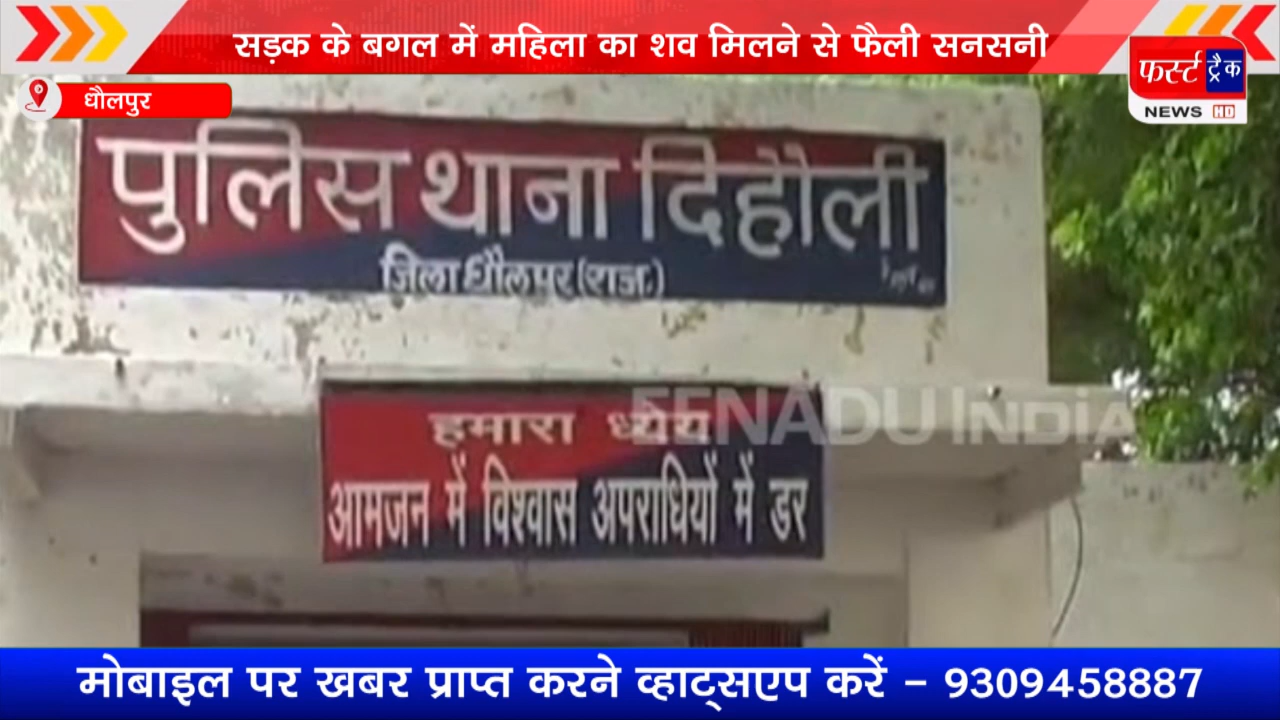 सड़क के बगल में महिला का शव मिलने से फैली सनसनी
फर्स्ट ट्रैक
NEWS HD
धौलपुर
पुलिस थाना दिहौली
जिला धौलपुर (राज.)
EENADU INDIA
हमारा ध्येय
आमजन में विश्वास अपराधियों में डर
मोबाइल पर खबर प्राप्त करने व्हाट्सएप करें - 9309458887